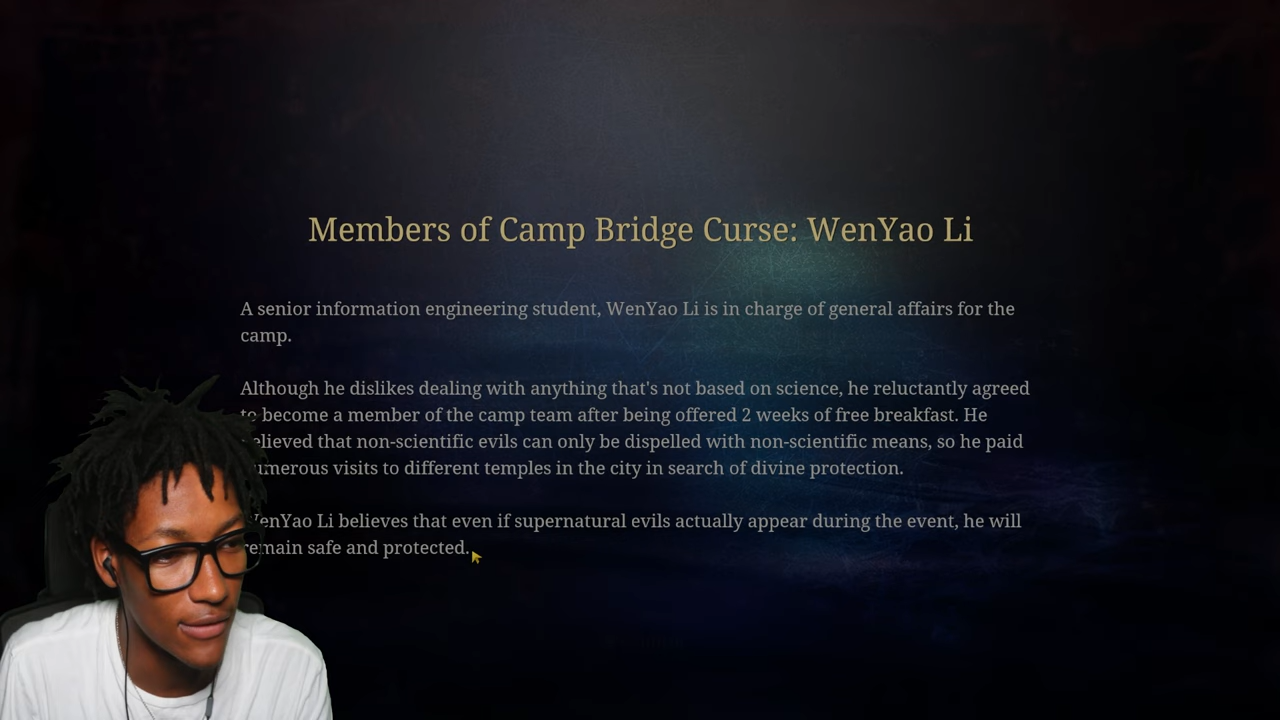 Members of Camp Bridge Curse: WenYao Li
A senior information engineering student, WenYao Li is in charge of general affairs for the
camp.
Although he dislikes dealing with anything that's not based on science, he reluctantly agreed
to become a member of the camp team after being offered 2 weeks of free breakfast. He
believed that non-scientific evils can only be dispelled with non-scientific means, so he paid
numerous visits to different temples in the city in search of divine protection.
WenYao Li believes that even if supernatural evils actually appear during the event, he will
remain safe and protected.